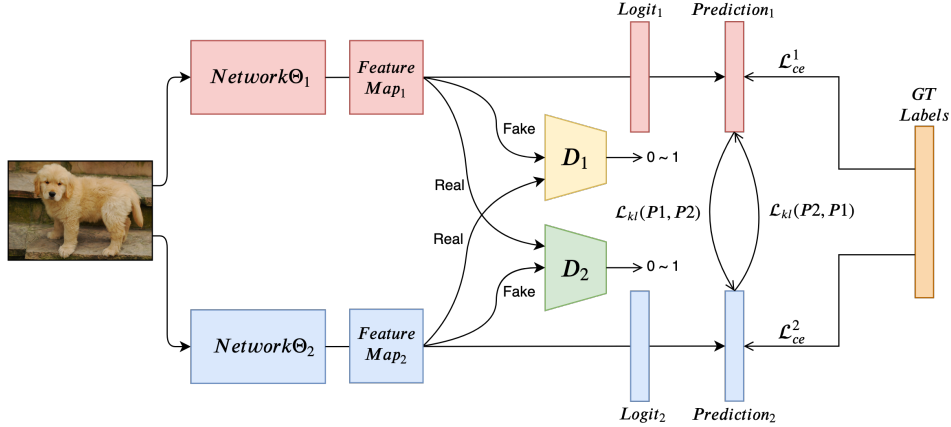 Logit₁
Prediction₁
NetworkΘ₁
Feature
Map₁
ℒ¹ce
GT
Labels
Fake
D₁
0 ~ 1
Real
ℒkl(P1, P2)
ℒkl(P2, P1)
Real
D₂
0 ~ 1
Fake
NetworkΘ₂
Feature
Map₂
ℒ²ce
Logit₂
Prediction₂